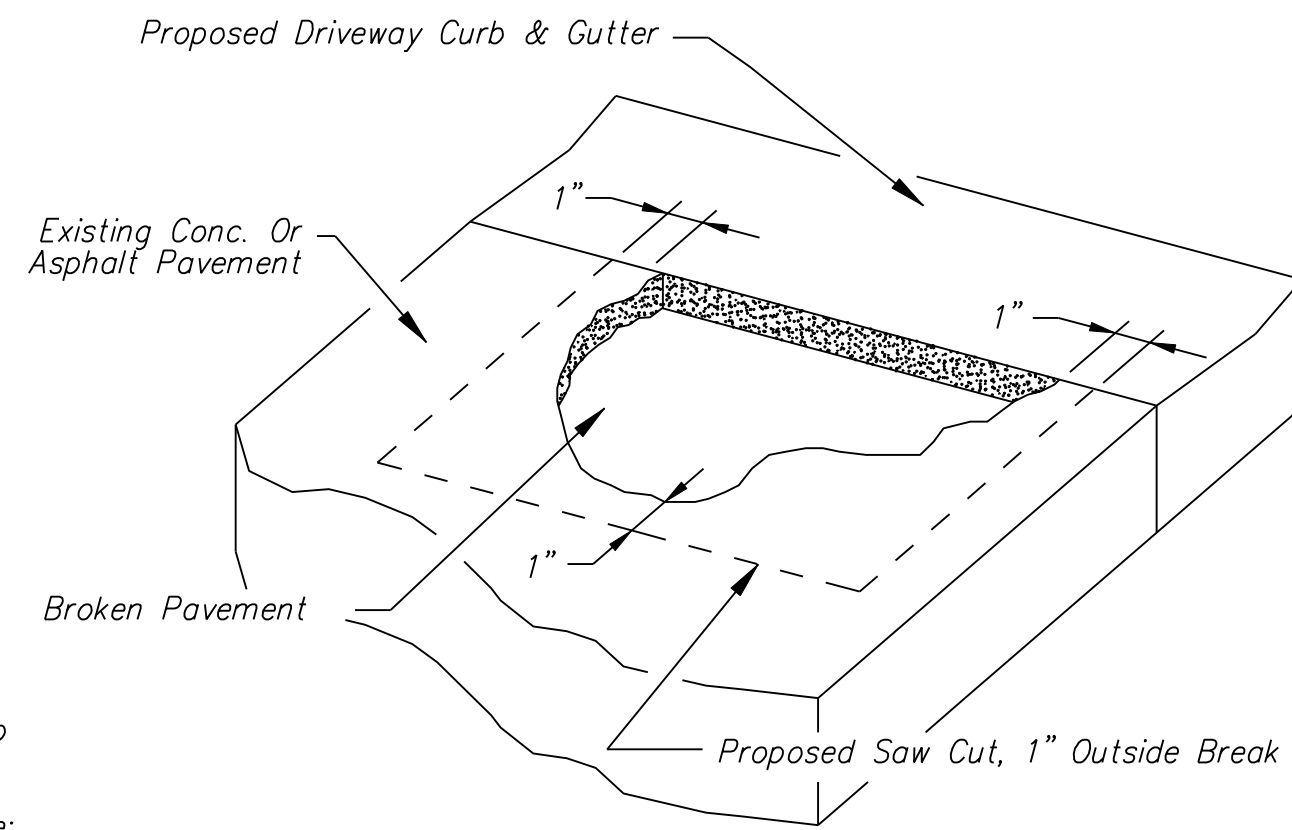 Proposed Driveway Curb & Gutter
1”
Existing Conc. Or
Asphalt Pavement
1”
1”
Broken Pavement
Proposed Saw Cut, 1” Outside Break